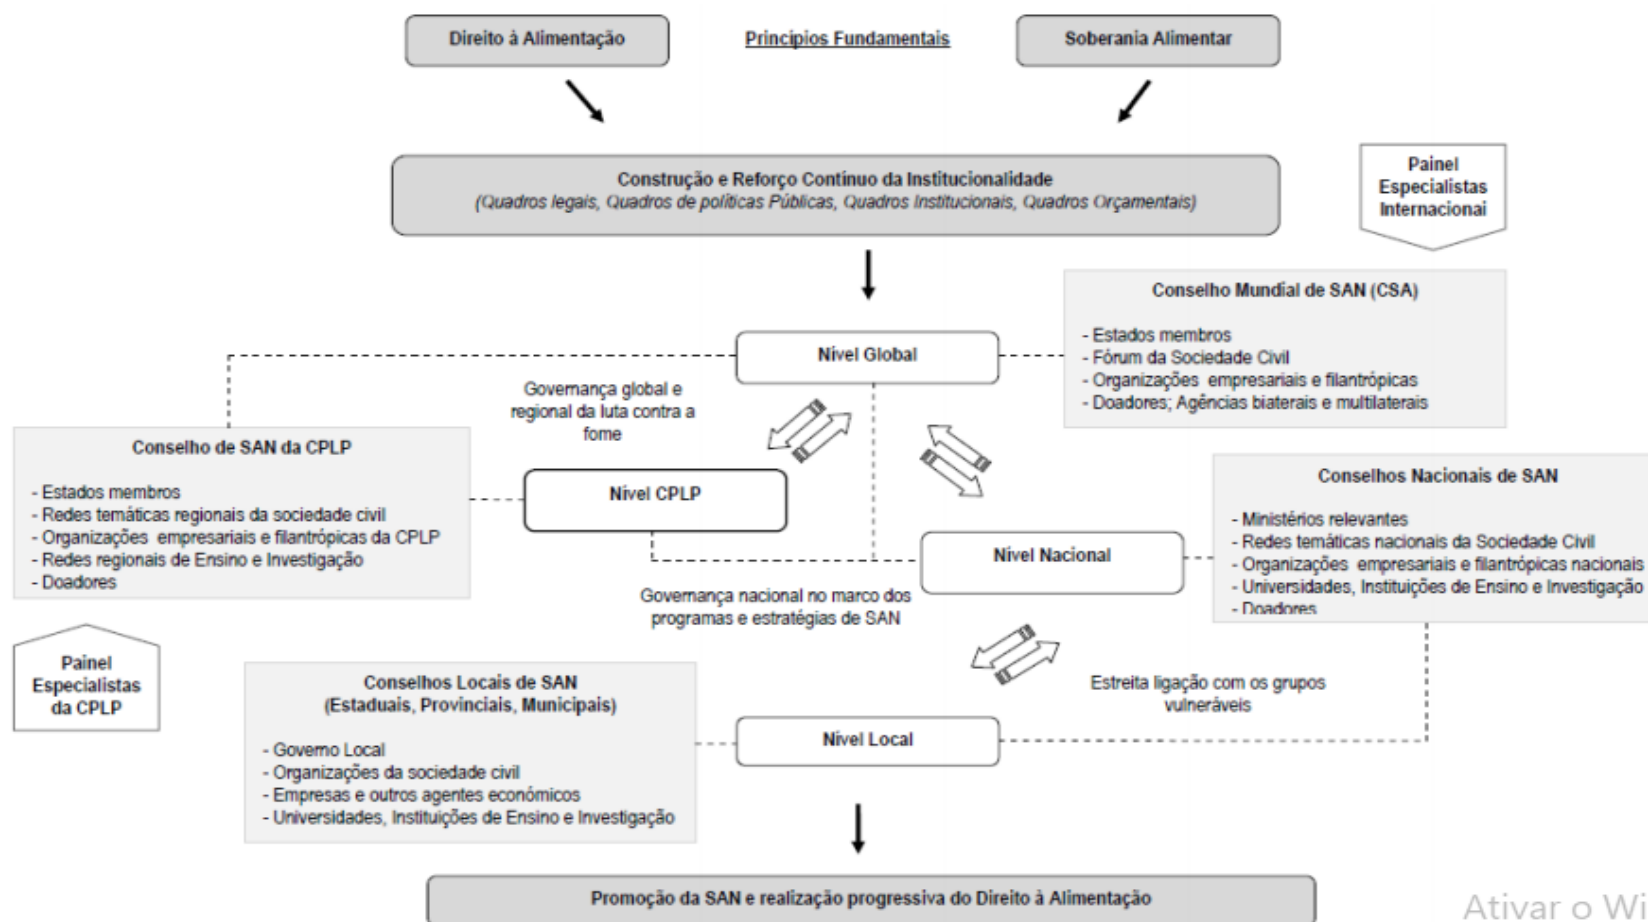 Direito à Alimentação
Princípios Fundamentais
Soberania Alimentar
Construção e Reforço Contínuo da Institucionalidade
(Quadros legais, Quadros de políticas Públicas, Quadros Institucionais, Quadros Orçamentais)
Painel
Especialistas
Internacionai
Conselho Mundial de SAN (CSA)
- Estados membros
- Fórum da Sociedade Civil
- Organizações empresariais e filantrópicas
- Doadores; Agências biaterais e multilaterais
Nível Global
Governança global e
regional da luta contra a
fome
Conselho de SAN da CPLP
- Estados membros
- Redes temáticas regionais da sociedade civil
- Organizações empresariais e filantrópicas da CPLP
- Redes regionais de Ensino e Investigação
- Doadores
Nível CPLP
Conselhos Nacionais de SAN
- Ministérios relevantes
- Redes temáticas nacionais da Sociedade Civil
- Organizações empresariais e filantrópicas nacionais
- Universidades, Instituições de Ensino e Investigação
- Doadores
Nível Nacional
Governança nacional no marco dos
programas e estratégias de SAN
Painel
Especialistas
da CPLP
Conselhos Locais de SAN
(Estaduais, Provinciais, Municipais)
- Governo Local
- Organizações da sociedade civil
- Empresas e outros agentes económicos
- Universidades, Instituições de Ensino e Investigação
Estreita ligação com os grupos
vulneráveis
Nível Local
Promoção da SAN e realização progressiva do Direito à Alimentação
Ativar o Wi